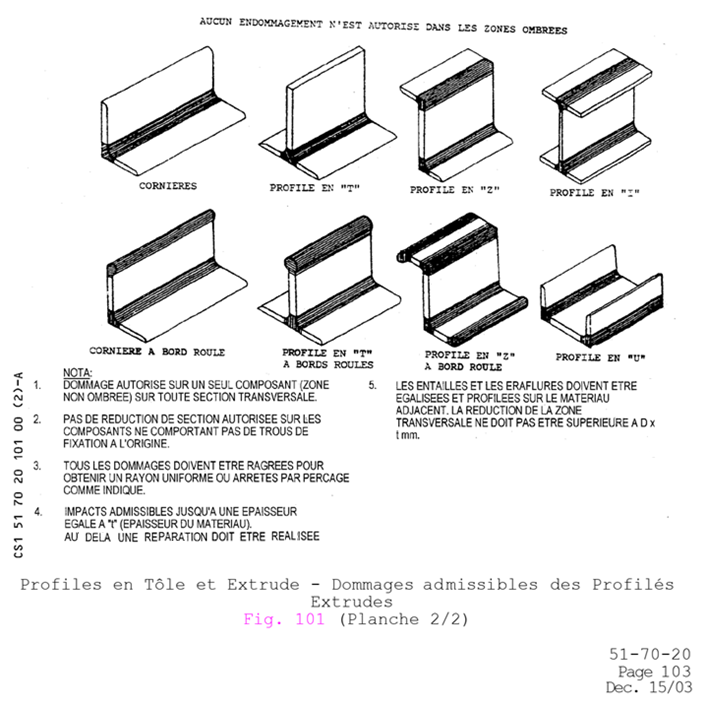 AUCUN ENDOMMAGEMENT N'EST AUTORISE DANS LES ZONES OMBREES
CORNIERES
PROFILE EN "T"
PROFILE EN "Z"
PROFILE EN "I"
CORNIERE A BORD ROULE
PROFILE EN "T"
A BORDS ROULES
PROFILE EN "Z"
A BORD ROULE
PROFILE EN "U"
NOTA:
1. DOMMAGE AUTORISE SUR UN SEUL COMPOSANT (ZONE
NON OMBREE) SUR TOUTE SECTION TRANSVERSALE.
2. PAS DE REDUCTION DE SECTION AUTORISEE SUR LES
COMPOSANTS NE COMPORTANT PAS DE TROUS DE
FIXATION A L'ORIGINE.
3. TOUS LES DOMMAGES DOIVENT ETRE RAGREES POUR
OBTENIR UN RAYON UNIFORME OU ARRETES PAR PERCAGE
COMME INDIQUE.
4. IMPACTS ADMISSIBLES JUSQU'A UNE EPAISSEUR
EGALE A "t" (EPAISSEUR DU MATERIAU).
AU DELA UNE REPARATION DOIT ETRE REALISEE
5. LES ENTAILLES ET LES ERAFLURES DOIVENT ETRE
EGALISEES ET PROFILEES SUR LE MATERIAU
ADJACENT. LA REDUCTION DE LA ZONE
TRANSVERSALE NE DOIT PAS ETRE SUPERIEURE A D x
t mm.
CS1 51 70 20 101 00 (2)-A
Profiles en Tôle et Extrude - Dommages admissibles des Profilés
Extrudes
Fig. 101 (Planche 2/2)
51-70-20
Page 103
Dec. 15/03